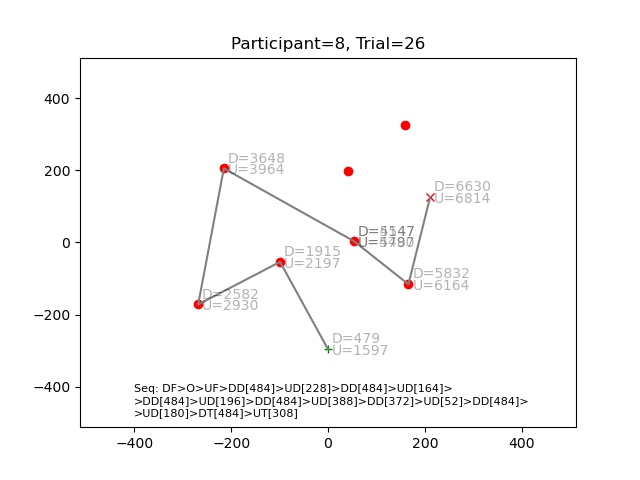 Participant=8, Trial=26
400
D=3648
U=3964
200
D=6630
U=6814
0
D=1915
U=2197
D=5832
U=6164
−200
D=2582
U=2930
D=479
U=1597
−400
Seq: DF>O>UF>DD[484]>UD[228]>DD[484]>UD[164]>
>DD[484]>UD[196]>DD[484]>UD[388]>DD[372]>UD[52]>DD[484]>
>UD[180]>DT[484]>UT[308]
−400 −200 0 200 400